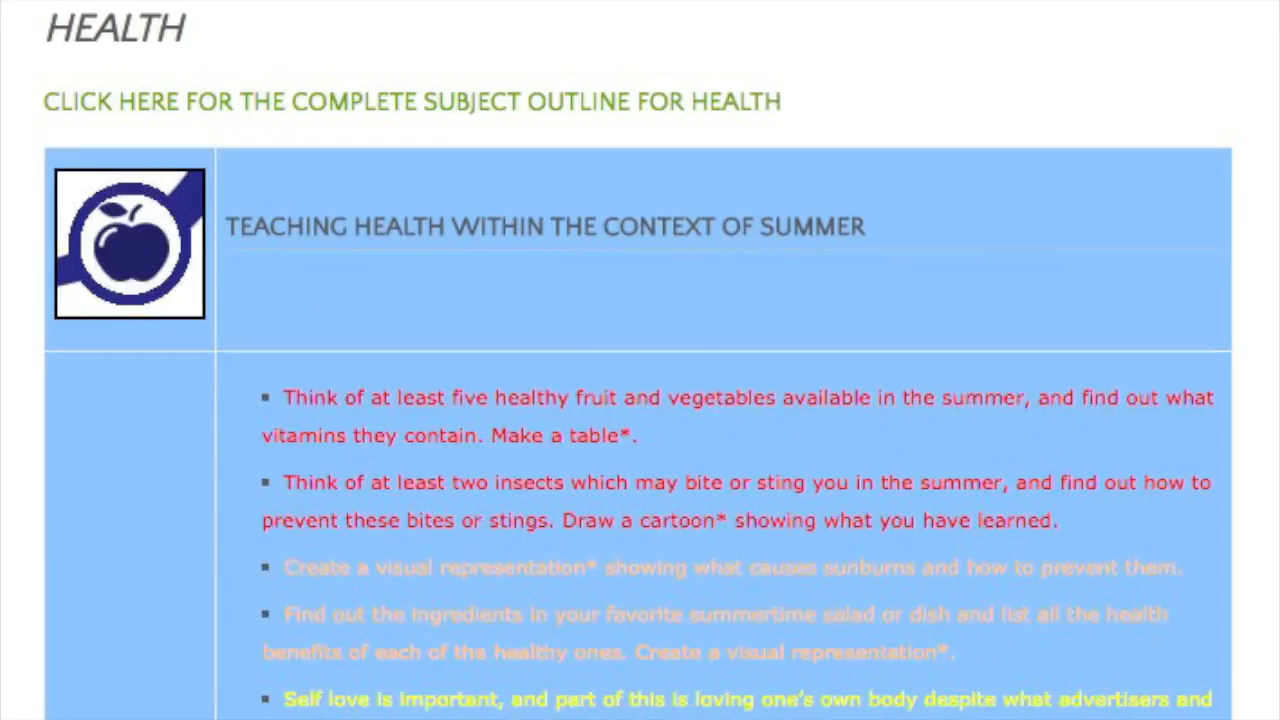 HEALTH
CLICK HERE FOR THE COMPLETE SUBJECT OUTLINE FOR HEALTH
TEACHING HEALTH WITHIN THE CONTEXT OF SUMMER
▪ Think of at least five healthy fruit and vegetables available in the summer, and find out what
vitamins they contain. Make a table*.
▪ Think of at least two insects which may bite or sting you in the summer, and find out how to
prevent these bites or stings. Draw a cartoon* showing what you have learned.
▪ Create a visual representation* showing what causes sunburns and how to prevent them.
▪ Find out the ingredients in your favorite summertime salad or dish and list all the health
benefits of each of the healthy ones. Create a visual representation*.
▪ Self love is important, and part of this is loving one's own body despite what advertisers and